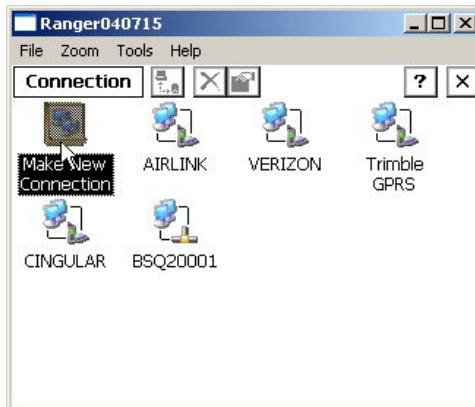 Ranger040715
File Zoom Tools Help
Connection ?
Make New
Connection
AIRLINK
VERIZON
Trimble
GPRS
CINGULAR
BSQ20001